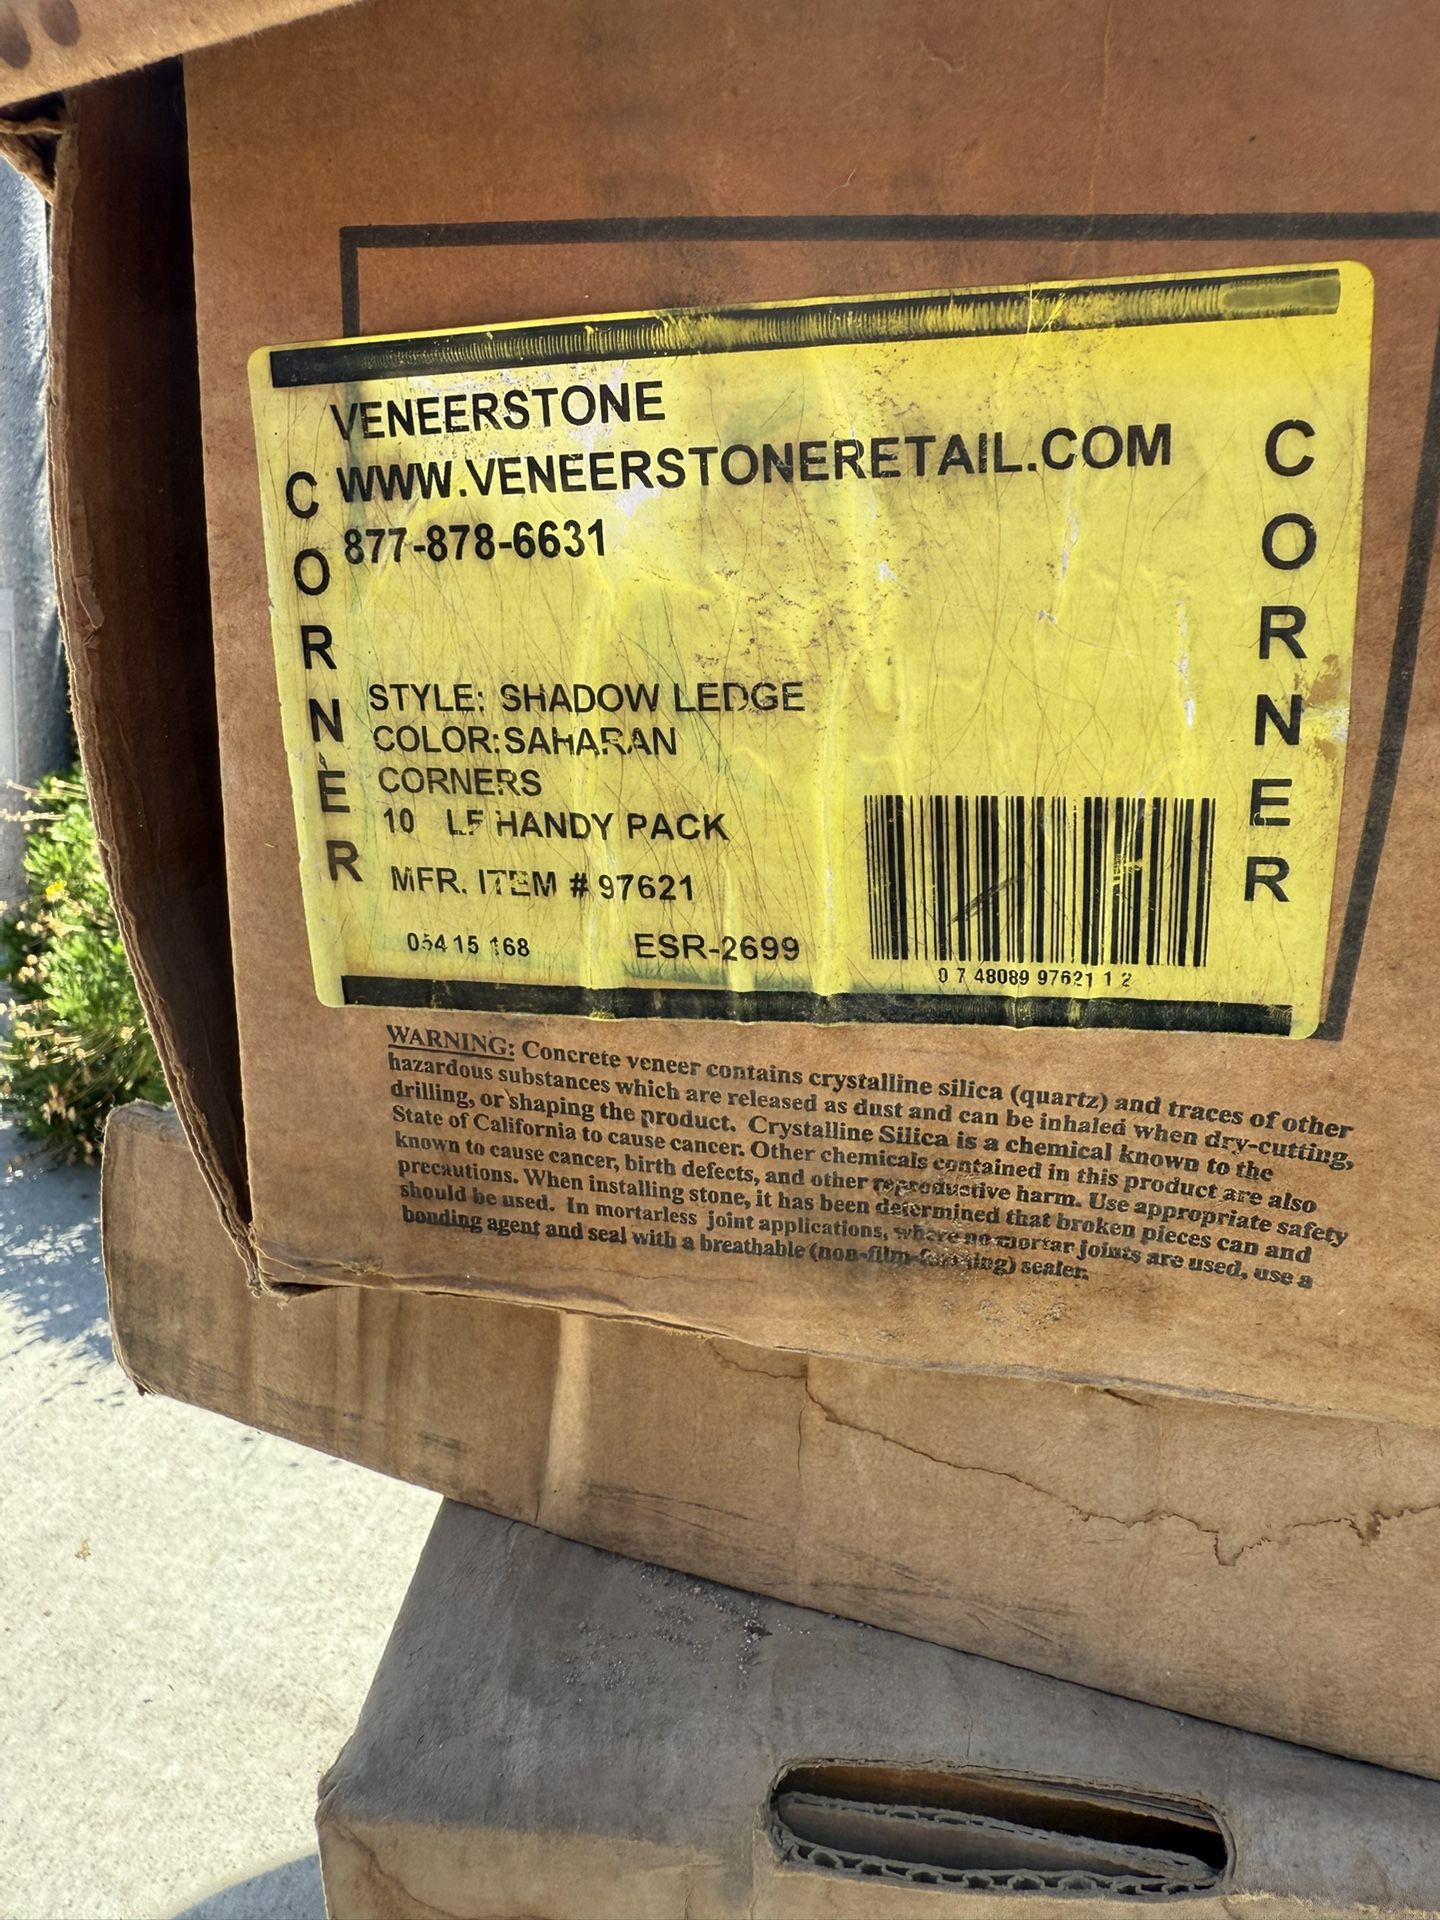 VENEERSTONE
WWW.VENEERSTONERETAIL.COM
877-878-6631
CORNER
CORNER
STYLE: SHADOW LEDGE
COLOR:SAHARAN
CORNERS
10 LF HANDY PACK
MFR. ITEM # 97621
05415 168 ESR-2699
0 7 48089 97621 1 2
WARNING: Concrete veneer contains crystalline silica (quartz) and traces of other
hazardous substances which are released as dust and can be inhaled when dry-cutting,
drilling, or shaping the product. Crystalline Silica is a chemical known to the
State of California to cause cancer. Other chemicals contained in this product are also
known to cause cancer, birth defects, and other reproductive harm. Use appropriate safety
precautions. When installing stone, it has been determined that broken pieces can and
should be used. In mortarless joint applications, where no mortar joints are used, use a
bonding agent and seal with a breathable (non-film-forming) sealer.